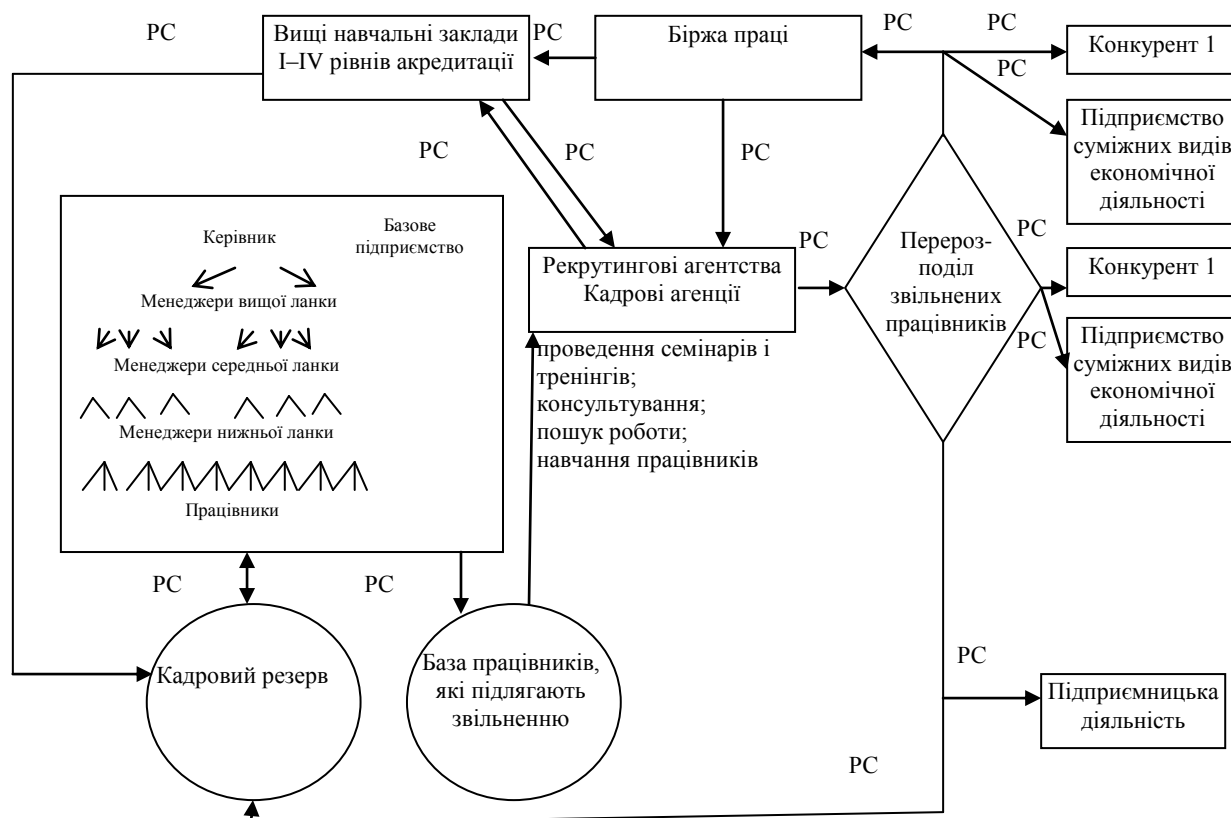 РС
Вищі навчальні заклади
І–ІV рівнів акредитації
РС
Біржа праці
РС
РС
Конкурент 1
РС
Підприємство
суміжних видів
економічної
діяльності
РС
РС
РС
Керівник
Базове
підприємство
Менеджери вищої ланки
Менеджери середньої ланки
Менеджери нижньої ланки
Працівники
Рекрутингові агентства
Кадрові агенції
проведення семінарів і
тренінгів;
консультування;
пошук роботи;
навчання працівників
РС
Перероз-
поділ
звільнених
працівників
РС
Конкурент 1
РС
Підприємство
суміжних видів
економічної
діяльності
РС
РС
Кадровий резерв
База працівників,
які підлягають
звільненню
РС
Підприємницька
діяльність
РС